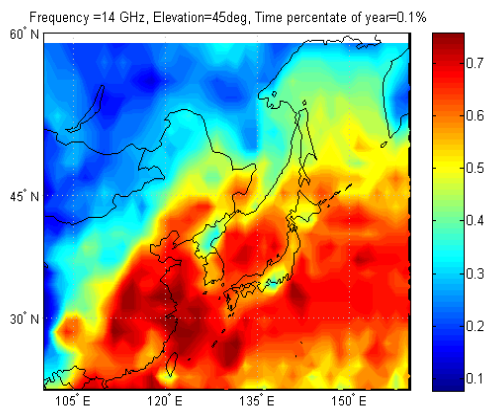 Frequency =14 GHz, Elevation=45deg, Time percentage of year=0.1%
60° N
45° N
30° N
105° E
120° E
135° E
150° E
0.7
0.6
0.5
0.4
0.3
0.2
0.1